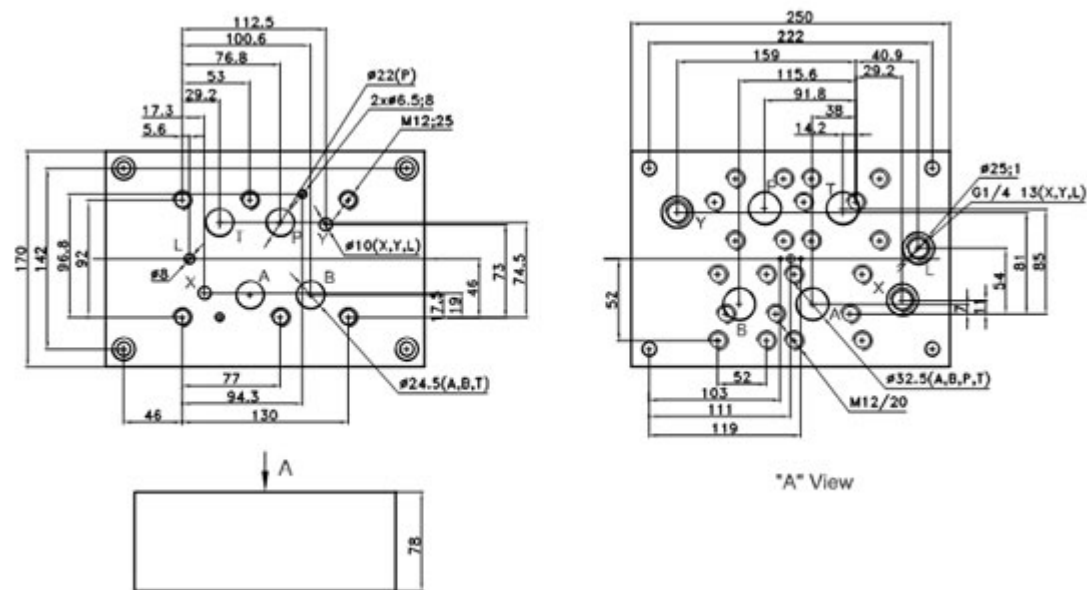 112.5
100.6
76.8
53
29.2
17.3
5.6
ø22(P)
2xø6.5;8
M12;25
170
142
96.8
92
L
T
P
Y
ø10(X,Y,L)
ø8
X
A
B
17.5
19
46
73
74.5
ø24.5(A,B,T)
77
94.3
46
130
A
78
250
222
159
40.9
115.6
29.2
91.8
38
14.2
ø25;1
G1/4 13(X,Y,L)
P
T
Y
L
X
B
A
52
7
11
54
81
85
52
103
111
119
ø32.5(A,B,P,T)
M12/20
"A" View